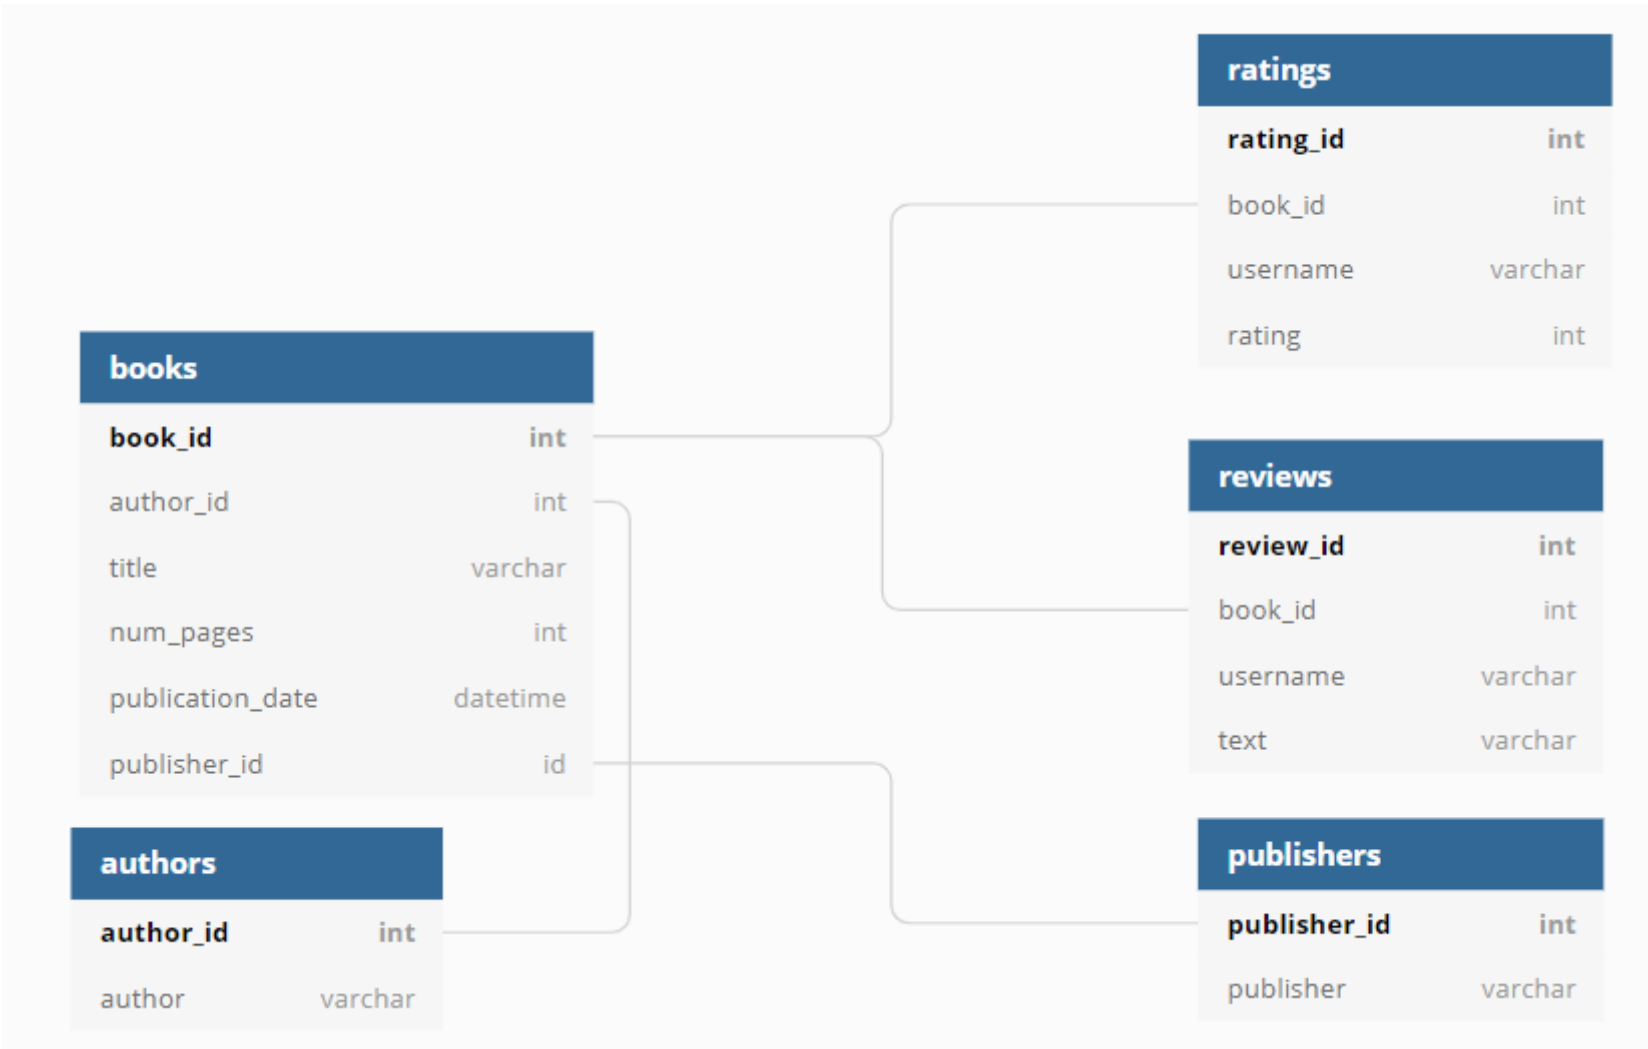 ratings
rating_id int
book_id int
username varchar
rating int
books
book_id int
author_id int
title varchar
num_pages int
publication_date datetime
publisher_id id
reviews
review_id int
book_id int
username varchar
text varchar
authors
author_id int
author varchar
publishers
publisher_id int
publisher varchar